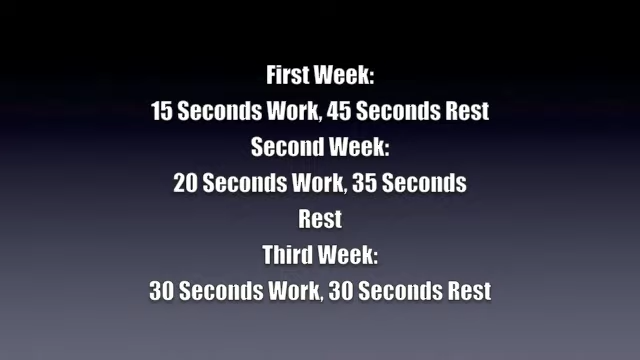 First Week:
15 Seconds Work, 45 Seconds Rest
Second Week:
20 Seconds Work, 35 Seconds
Rest
Third Week:
30 Seconds Work, 30 Seconds Rest